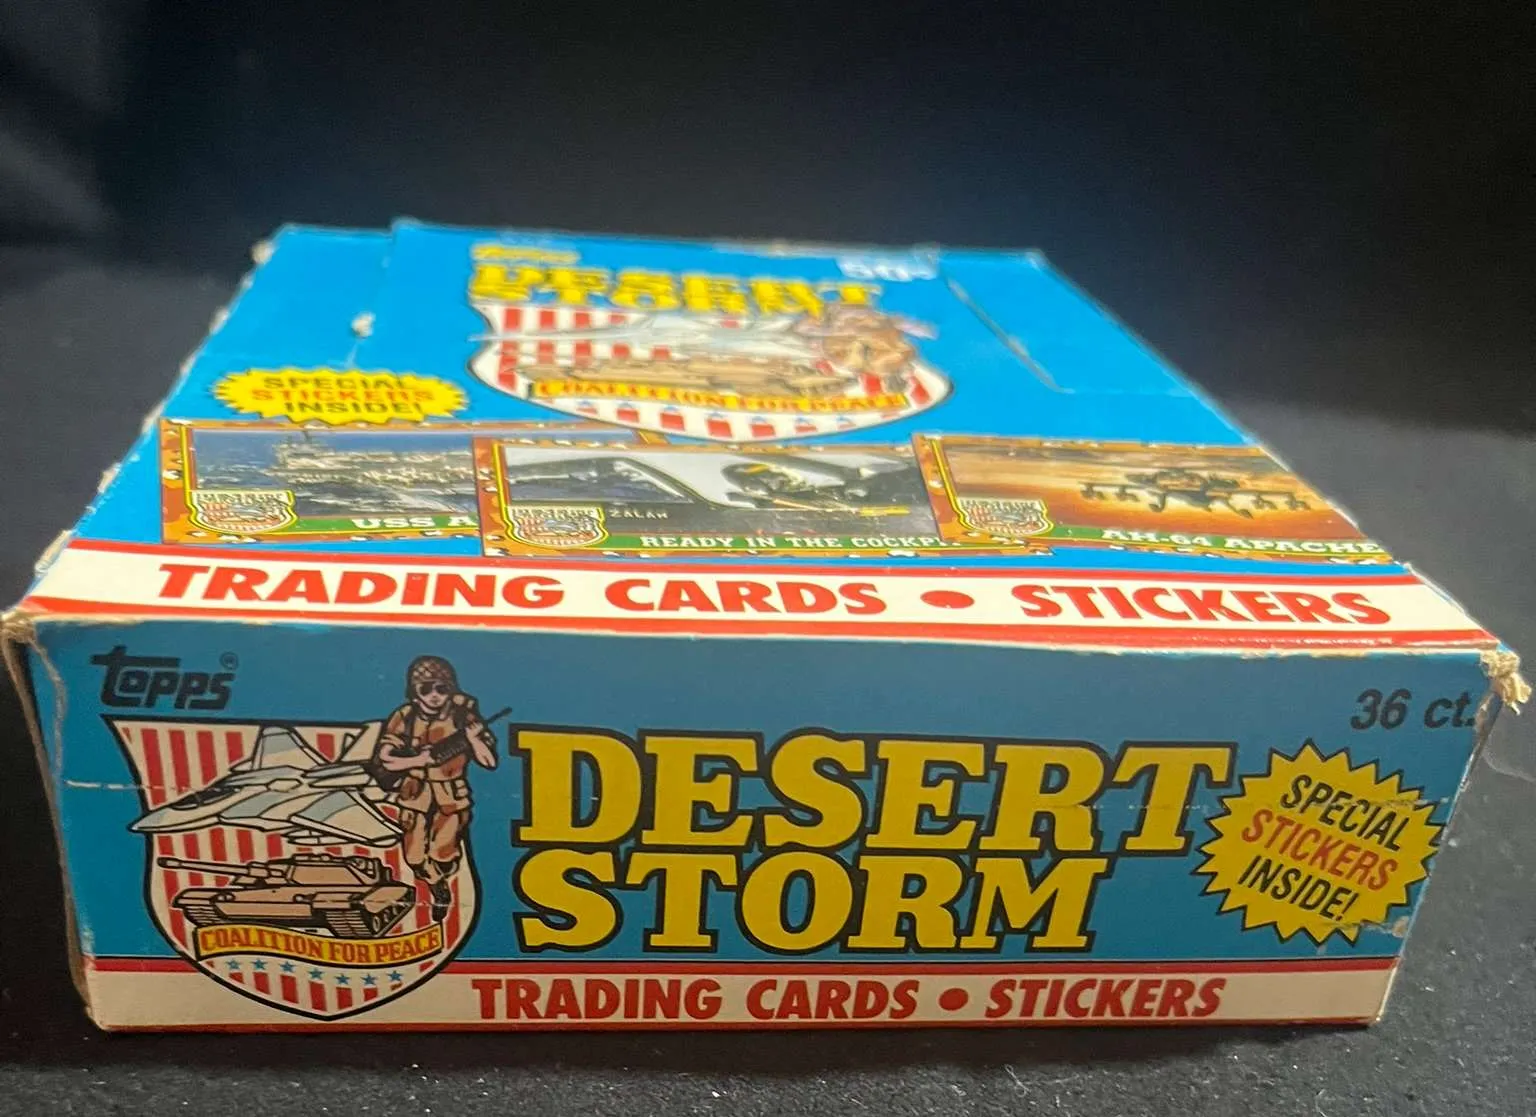 topps
50¢
DESERT
STORM
COALITION FOR PEACE
SPECIAL
STICKERS
INSIDE!
USS A
ZALAH
READY IN THE COCKP
AH-64 APACHE
TRADING CARDS • STICKERS
topps®
36 ct.
DESERT
STORM
SPECIAL
STICKERS
INSIDE!
COALITION FOR PEACE
TRADING CARDS • STICKERS